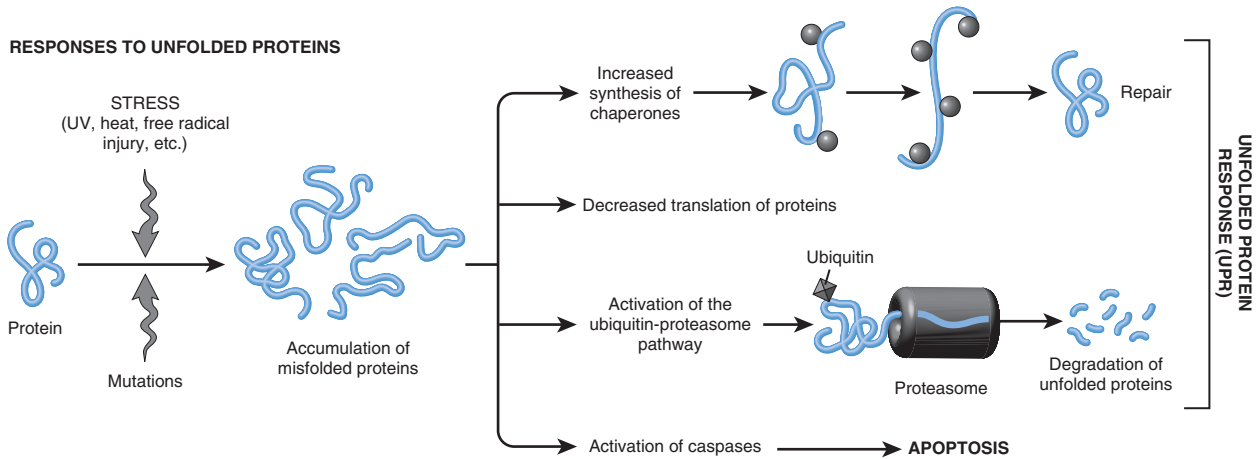 RESPONSES TO UNFOLDED PROTEINS
STRESS
(UV, heat, free radical
injury, etc.)
Protein
Mutations
Accumulation of
misfolded proteins
Increased
synthesis of
chaperones
Repair
Decreased translation of proteins
Activation of the
ubiquitin-proteasome
pathway
Ubiquitin
Proteasome
Degradation of
unfolded proteins
Activation of caspases
APOPTOSIS
UNFOLDED PROTEIN
RESPONSE (UPR)